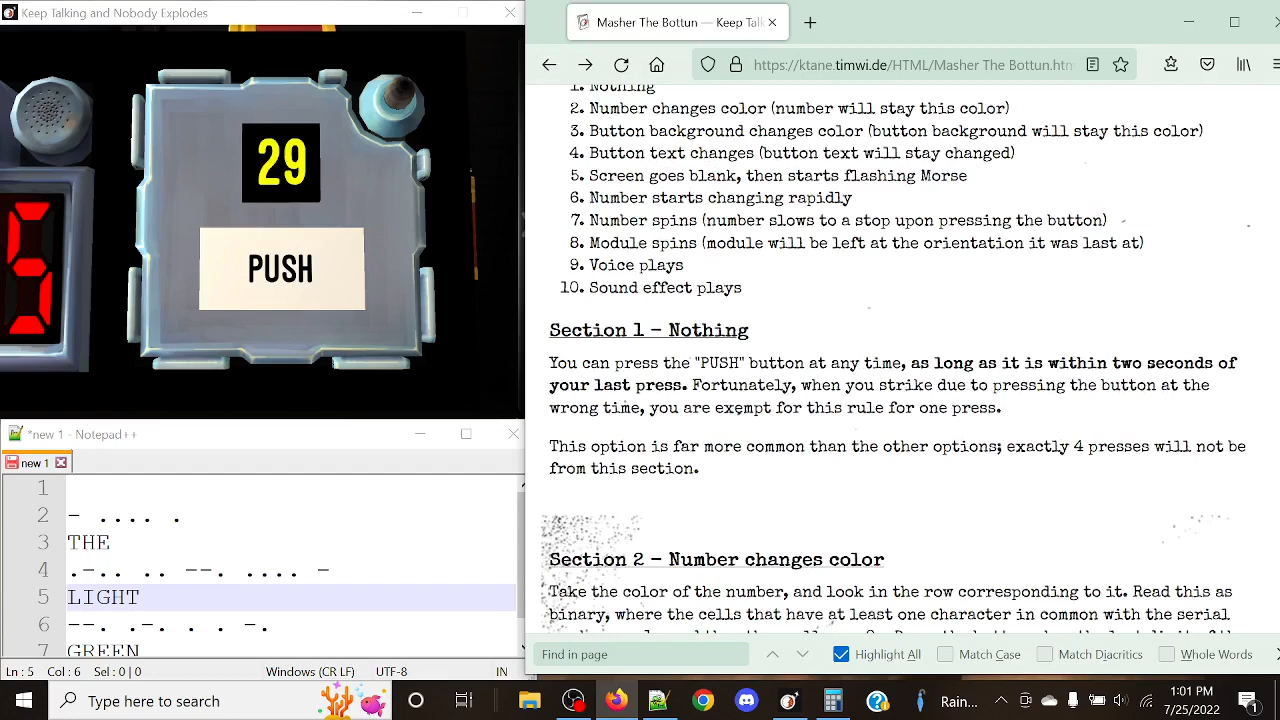 Keep Talking and Nobody Explodes
29
PUSH
5
*new 1 - Notepad++
new 1
1
2 - .... .
3 THE
4 .-.. .. --. .... -
5 LIGHT
6 --. .-. . . -.
7 GREEN
Ln : 5 Col : 6 Sel : 0 | 0
Windows (CR LF)
UTF-8
IN
Masher The Bottun — Keep Talk
https://ktane.timwi.de/HTML/Masher The Bottun.htm
1. Nothing
2. Number changes color (number will stay this color)
3. Button background changes color (button background will stay this color)
4. Button text changes (button text will stay changed)
5. Screen goes blank, then starts flashing Morse
6. Number starts changing rapidly
7. Number spins (number slows to a stop upon pressing the button)
8. Module spins (module will be left at the orientation it was last at)
9. Voice plays
10. Sound effect plays
Section 1 – Nothing
You can press the "PUSH" button at any time, as long as it is within two seconds of
your last press. Fortunately, when you strike due to pressing the button at the
wrong time, you are exempt for this rule for one press.
This option is far more common than the other options; exactly 4 presses will not be
from this section.
Section 2 – Number changes color
Take the color of the number, and look in the row corresponding to it. Read this as
binary, where the cells that have at least one character in common with the serial
Find in page
Highlight All
Match Case
Match Diacritics
Whole Words
Type here to search
Rain...
1:01 PM
7/25/2022
1